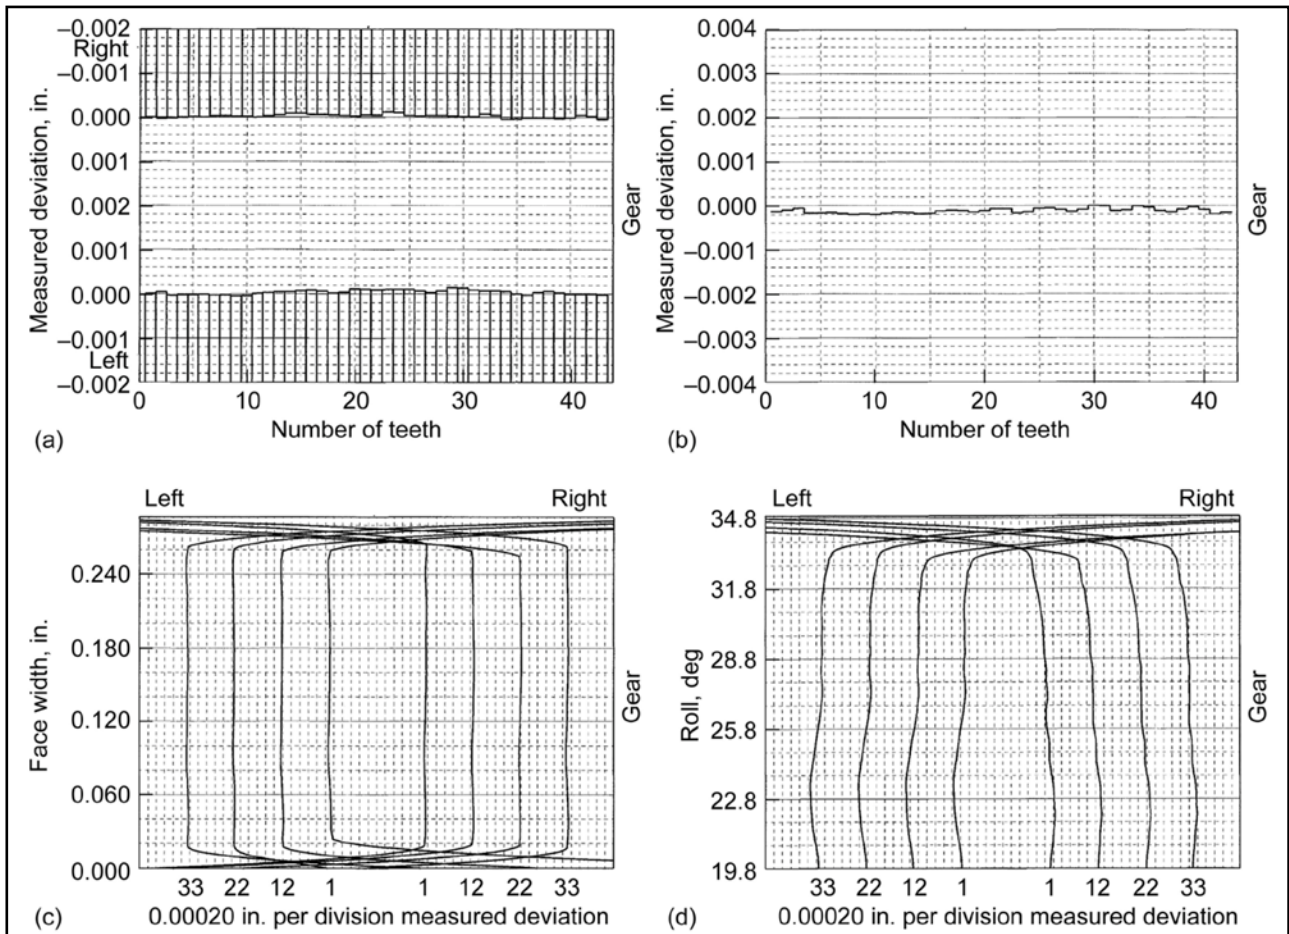 −0.002
Right
−0.001
0.000
0.001
0.002
0.001
0.000
−0.001
Left
−0.002
Measured deviation, in.
0 10 20 30 40
Number of teeth
Gear
(a)
0.004
0.003
0.002
0.001
0.000
−0.001
−0.002
−0.003
−0.004
Measured deviation, in.
0 10 20 30 40
Number of teeth
Gear
(b)
Left Right
0.240
0.180
0.120
0.060
0.000
Face width, in.
33 22 12 1 1 12 22 33
0.00020 in. per division measured deviation
Gear
(c)
Left Right
34.8
31.8
28.8
25.8
22.8
19.8
Roll, deg
33 22 12 1 1 12 22 33
0.00020 in. per division measured deviation
Gear
(d)